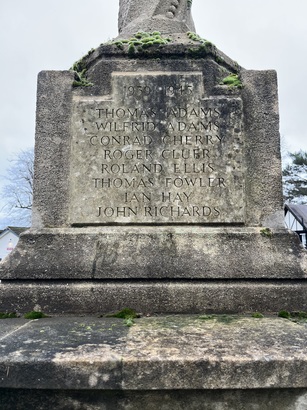 1939-1945
THOMAS ADAMS
WILFRID ADAMS
CONRAD CHERRY
ROGER CLUER
ROLAND ELLIS
THOMAS FOWLER
IAN HAY
JOHN RICHARDS